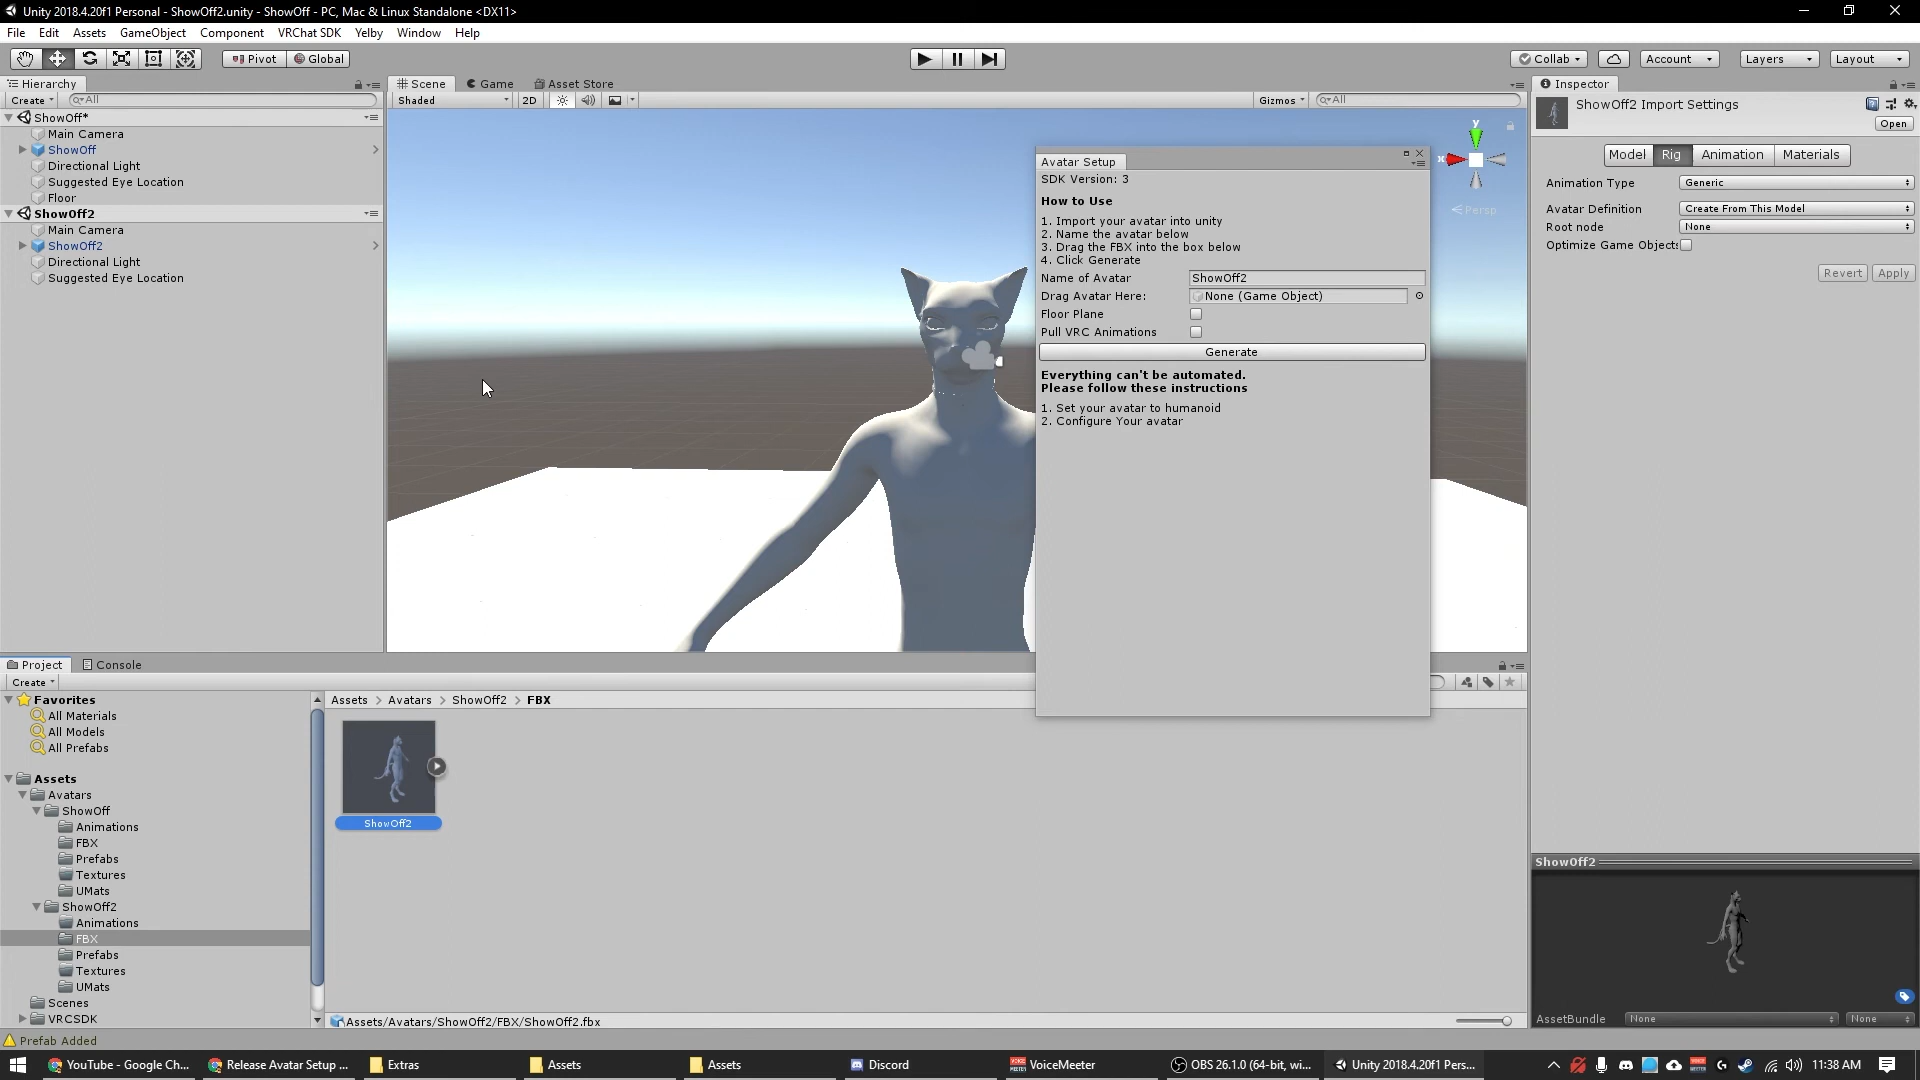 Unity 2018.4.20f1 Personal - ShowOff2.unity - ShowOff - PC, Mac & Linux Standalone <DX11>
File Edit Assets GameObject Component VRChat SDK Yelby Window Help
Pivot Global Collab Account Layers Layout
Hierarchy
Create All
ShowOff*
Main Camera
ShowOff
Directional Light
Suggested Eye Location
Floor
ShowOff2
Main Camera
ShowOff2
Directional Light
Suggested Eye Location
Scene Game Asset Store
Shaded 2D Gizmos All
y
x
Persp
Avatar Setup
SDK Version: 3
How to Use
1. Import your avatar into unity
2. Name the avatar below
3. Drag the FBX into the box below
4. Click Generate
Name of Avatar ShowOff2
Drag Avatar Here: None (Game Object)
Floor Plane
Pull VRC Animations
Generate
Everything can't be automated.
Please follow these instructions
1. Set your avatar to humanoid
2. Configure Your avatar
Inspector
ShowOff2 Import Settings
Open
Model Rig Animation Materials
Animation Type Generic
Avatar Definition Create From This Model
Root node None
Optimize Game Objects
Revert Apply
Project Console
Create
Favorites
All Materials
All Models
All Prefabs
Assets
Avatars
ShowOff
Animations
FBX
Prefabs
Textures
UMats
ShowOff2
Animations
FBX
Prefabs
Textures
UMats
Scenes
VRCSDK
Assets > Avatars > ShowOff2 > FBX
ShowOff2
Assets/Avatars/ShowOff2/FBX/ShowOff2.fbx
ShowOff2
AssetBundle None None
Prefab Added
YouTube - Google Ch... Release Avatar Setup ... Extras Assets Assets Discord VoiceMeeter OBS 26.1.0 (64-bit, wi... Unity 2018.4.20f1 Pers... 11:38 AM